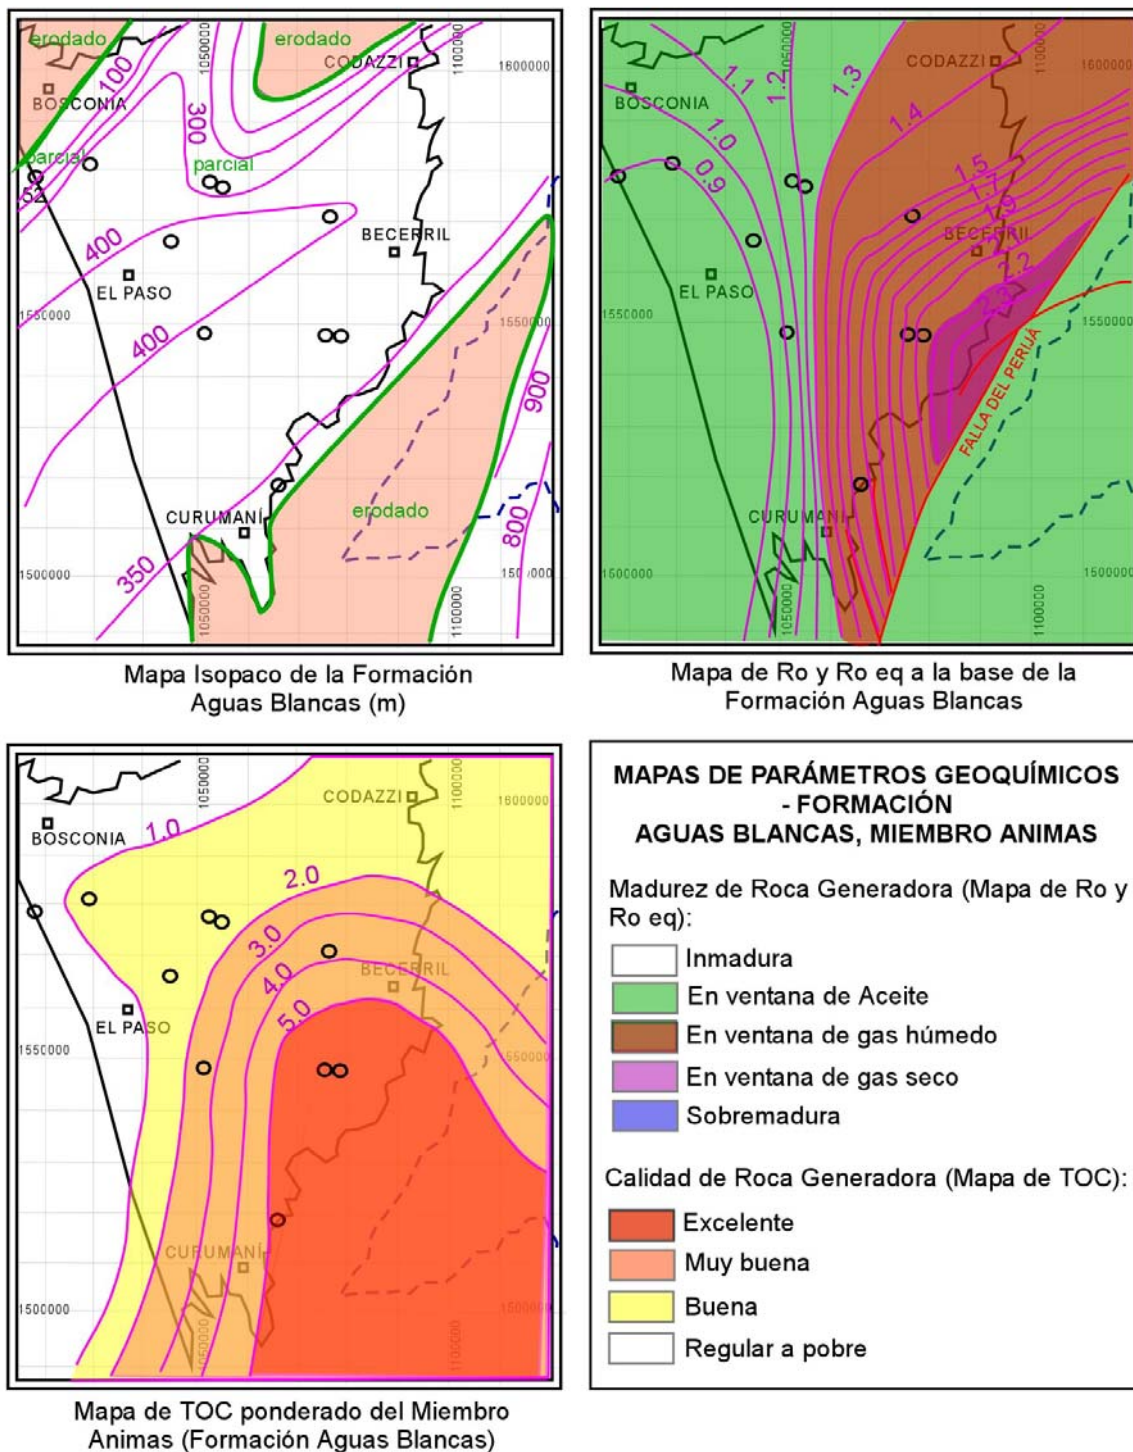 erodado
erodado
CODAZZI
1050000
1100000
1600000
100
BOSCONIA
300
parcial
parcial
52
400
BECERRIL
EL PASO
1550000
1550000
400
900
erodado
CURUMANÍ
800
350
1500000
1050000
1100000
Mapa Isopaco de la Formación
Aguas Blancas (m)
1.1
1.2
1050000
1.3
CODAZZI
1100000
1600000
BOSCONIA
1.0
1.4
0.9
1.5
1.7
1.9
BECERRIL
2.2
2.3
EL PASO
1550000
1550000
FALLA DEL PERIJÁ
CURUMANÍ
1500000
1500000
1050000
1100000
Mapa de Ro y Ro eq a la base de la
Formación Aguas Blancas
1050000
CODAZZI
1100000
1600000
BOSCONIA
1.0
2.0
3.0
BECERRIL
4.0
EL PASO
5.0
1550000
1550000
CURUMANÍ
1500000
1500000
1050000
1100000
Mapa de TOC ponderado del Miembro
Animas (Formación Aguas Blancas)
MAPAS DE PARÁMETROS GEOQUÍMICOS
- FORMACIÓN
AGUAS BLANCAS, MIEMBRO ANIMAS
Madurez de Roca Generadora (Mapa de Ro y
Ro eq):
Inmadura
En ventana de Aceite
En ventana de gas húmedo
En ventana de gas seco
Sobremadura
Calidad de Roca Generadora (Mapa de TOC):
Excelente
Muy buena
Buena
Regular a pobre